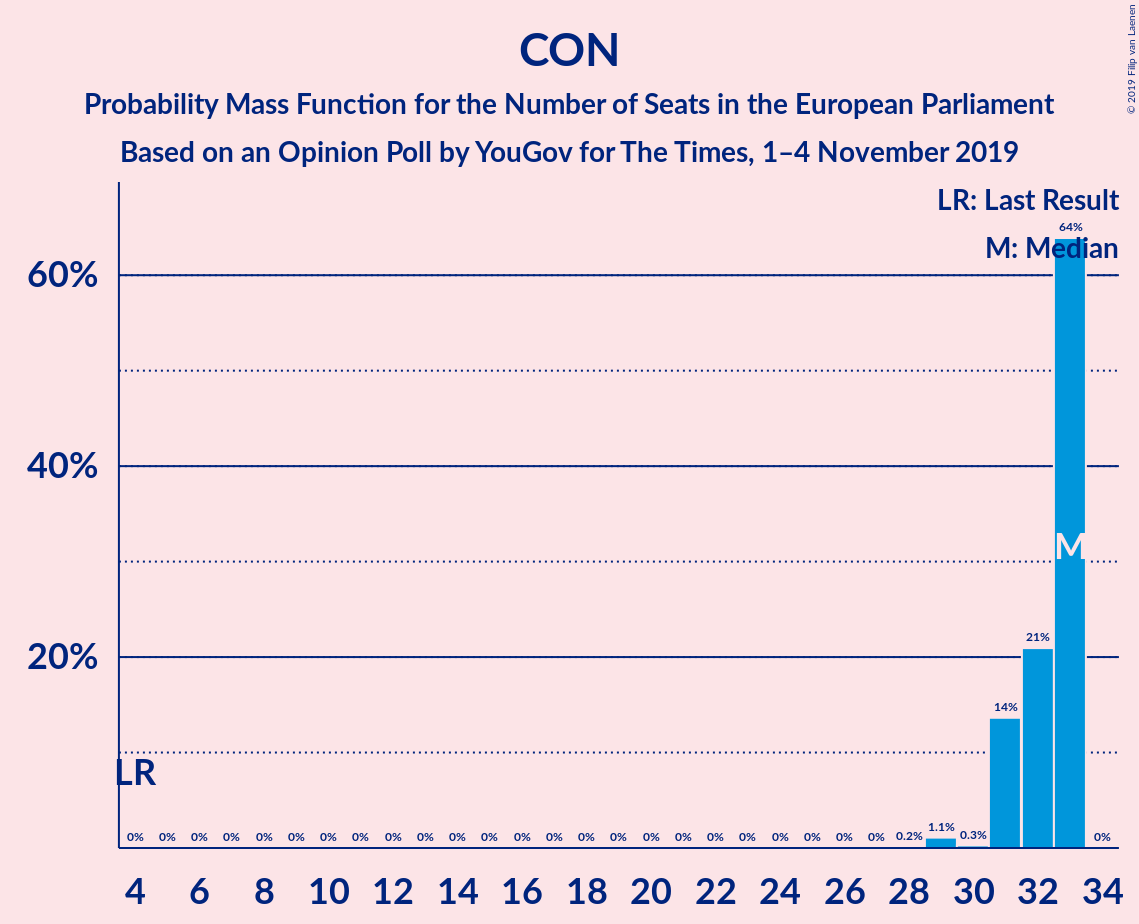 CON
Probability Mass Function for the Number of Seats in the European Parliament
Based on an Opinion Poll by YouGov for The Times, 1–4 November 2019
© 2019 Filip van Laenen
LR: Last Result
M: Median
64%
60%
40%
M
21%
20%
14%
LR
0% 0% 0% 0% 0% 0% 0% 0% 0% 0% 0% 0% 0% 0% 0% 0% 0% 0% 0% 0% 0% 0% 0% 0% 0.2% 1.1% 0.3% 0%
4 6 8 10 12 14 16 18 20 22 24 26 28 30 32 34